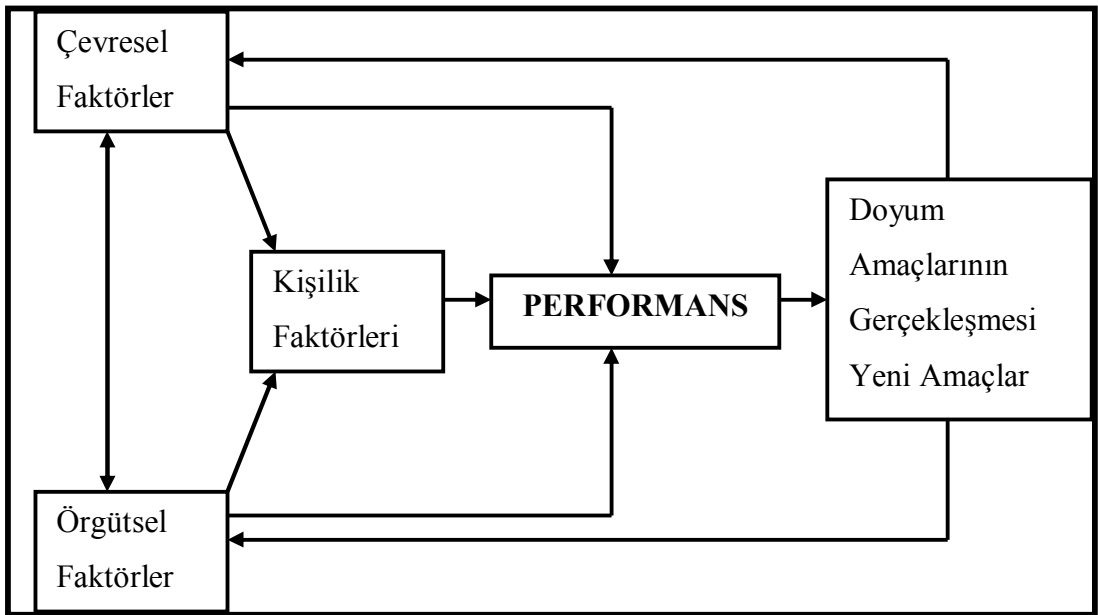 Çevresel
Faktörler
Kişilik
Faktörleri
PERFORMANS
Doyum
Amaçlarının
Gerçekleşmesi
Yeni Amaçlar
Örgütsel
Faktörler